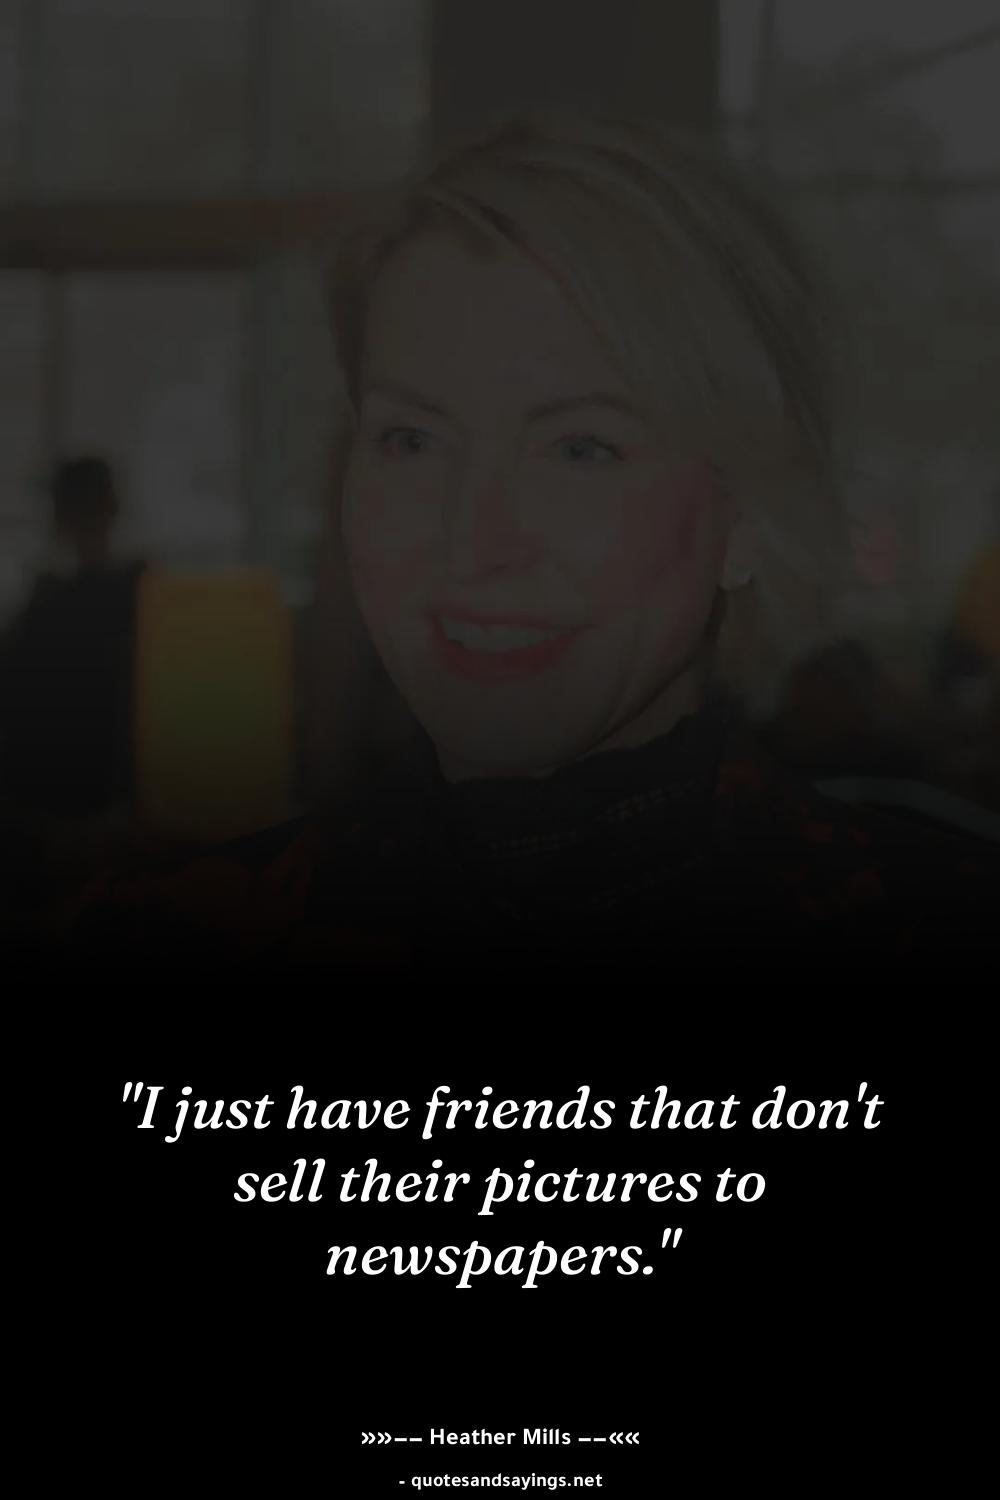 "I just have friends that don't
sell their pictures to
newspapers."
»»—— Heather Mills ——««
- quotesandsayings.net